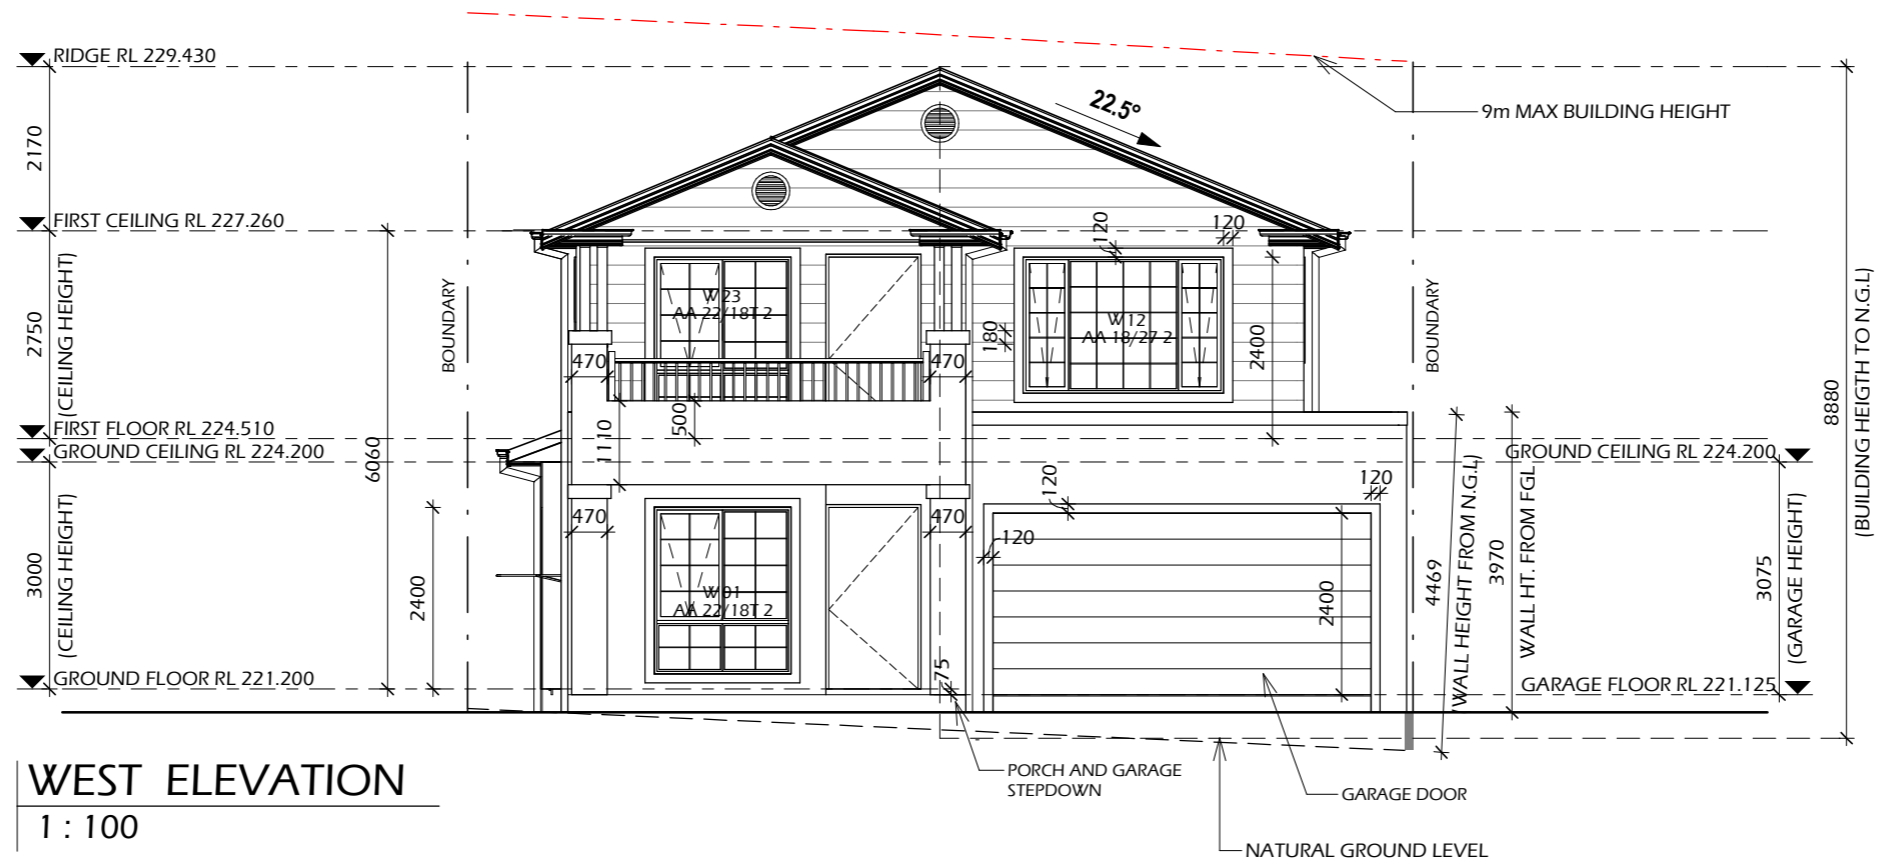 RIDGE RL 229.430
22.5°
9m MAX BUILDING HEIGHT
2170
FIRST CEILING RL 227.260
120
120
2750
(CEILING HEIGHT)
BOUNDARY
BOUNDARY
W 23
AA 22/18T 2
W 12
AA 18/27 2
180
2400
470
470
8880
(BUILDING HEIGTH TO N.G.L)
500
1110
6060
FIRST FLOOR RL 224.510
GROUND CEILING RL 224.200
GROUND CEILING RL 224.200
3000
(CEILING HEIGHT)
2400
470
470
120
120
120
W 01
AA 22/18T 2
2400
4469
WALL HEIGHT FROM N.G.L)
3970
WALL HT. FROM FGL
3075
(GARAGE HEIGHT)
75
GROUND FLOOR RL 221.200
GARAGE FLOOR RL 221.125
PORCH AND GARAGE
STEPDOWN
GARAGE DOOR
NATURAL GROUND LEVEL
WEST ELEVATION
1 : 100